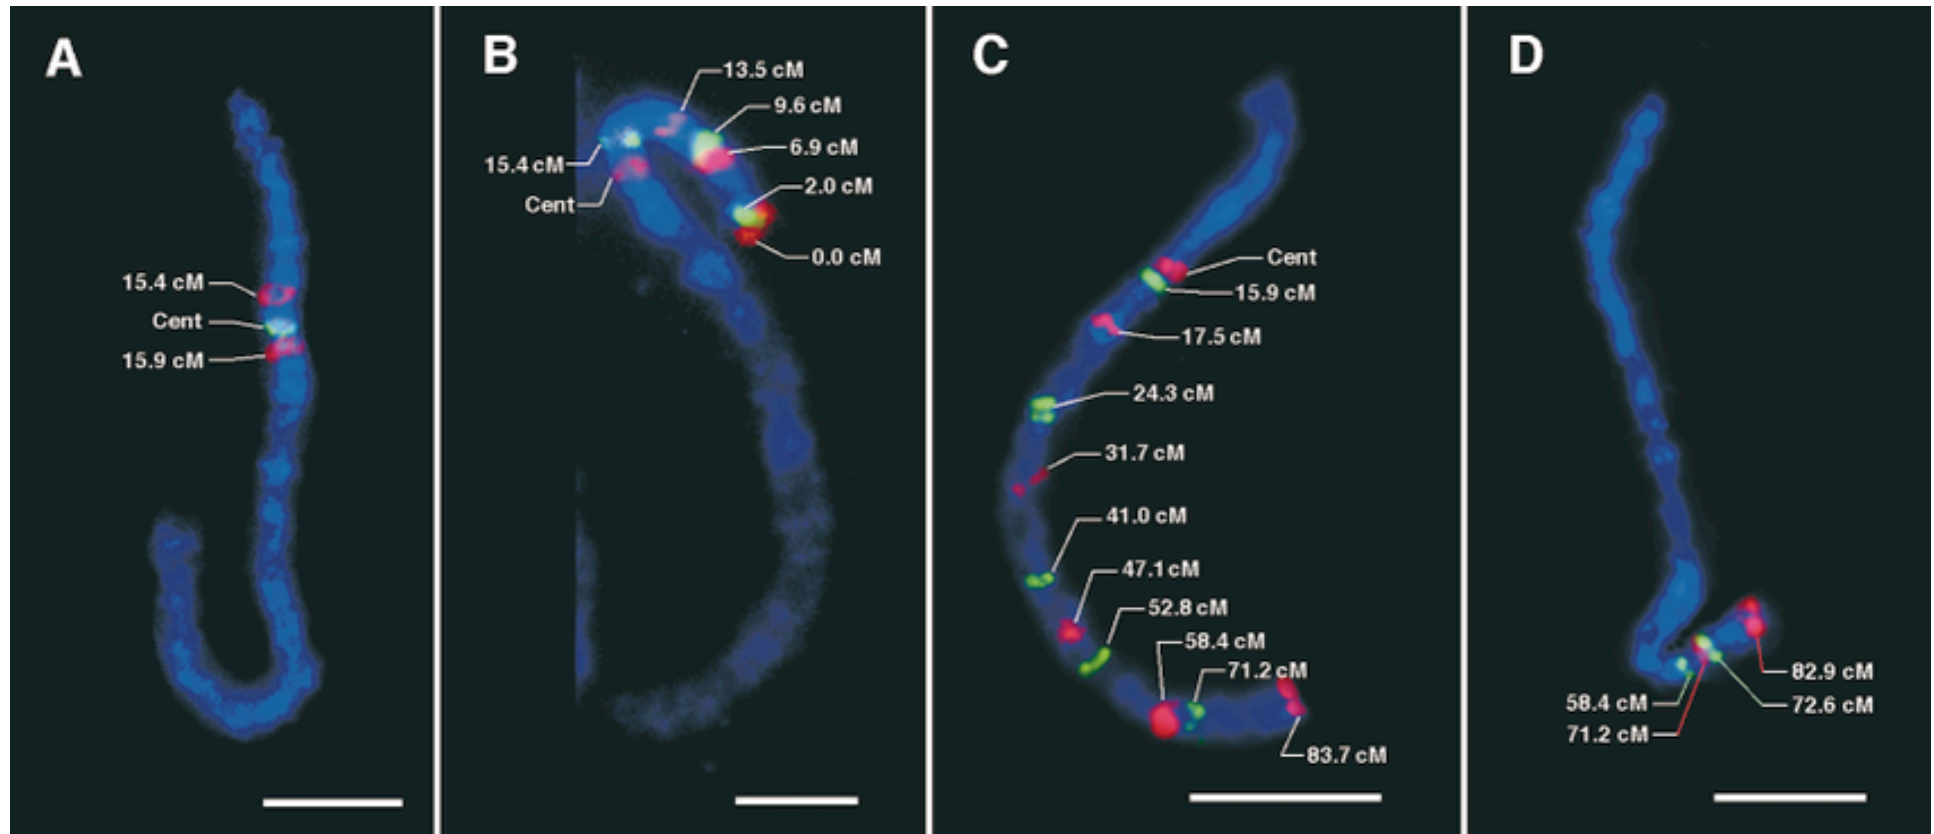 A
15.4 cM
Cent
15.9 cM
B
13.5 cM
9.6 cM
6.9 cM
15.4 cM
2.0 cM
Cent
0.0 cM
C
Cent
15.9 cM
17.5 cM
24.3 cM
31.7 cM
41.0 cM
47.1 cM
52.8 cM
58.4 cM
71.2 cM
83.7 cM
D
82.9 cM
58.4 cM
72.6 cM
71.2 cM